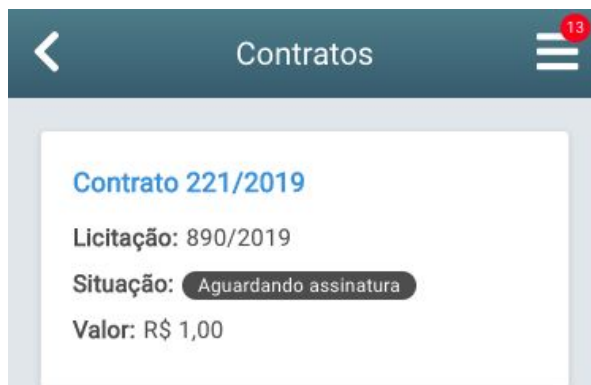 Contratos
13
Contrato 221/2019
Licitação: 890/2019
Situação: Aguardando assinatura
Valor: R$ 1,00